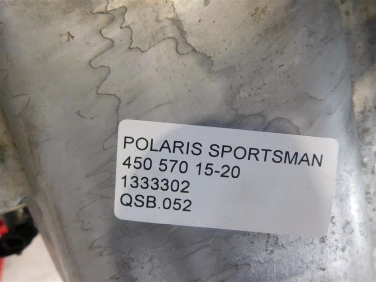 POLARIS SPORTSMAN
450 570 15-20
1333302
QSB.052